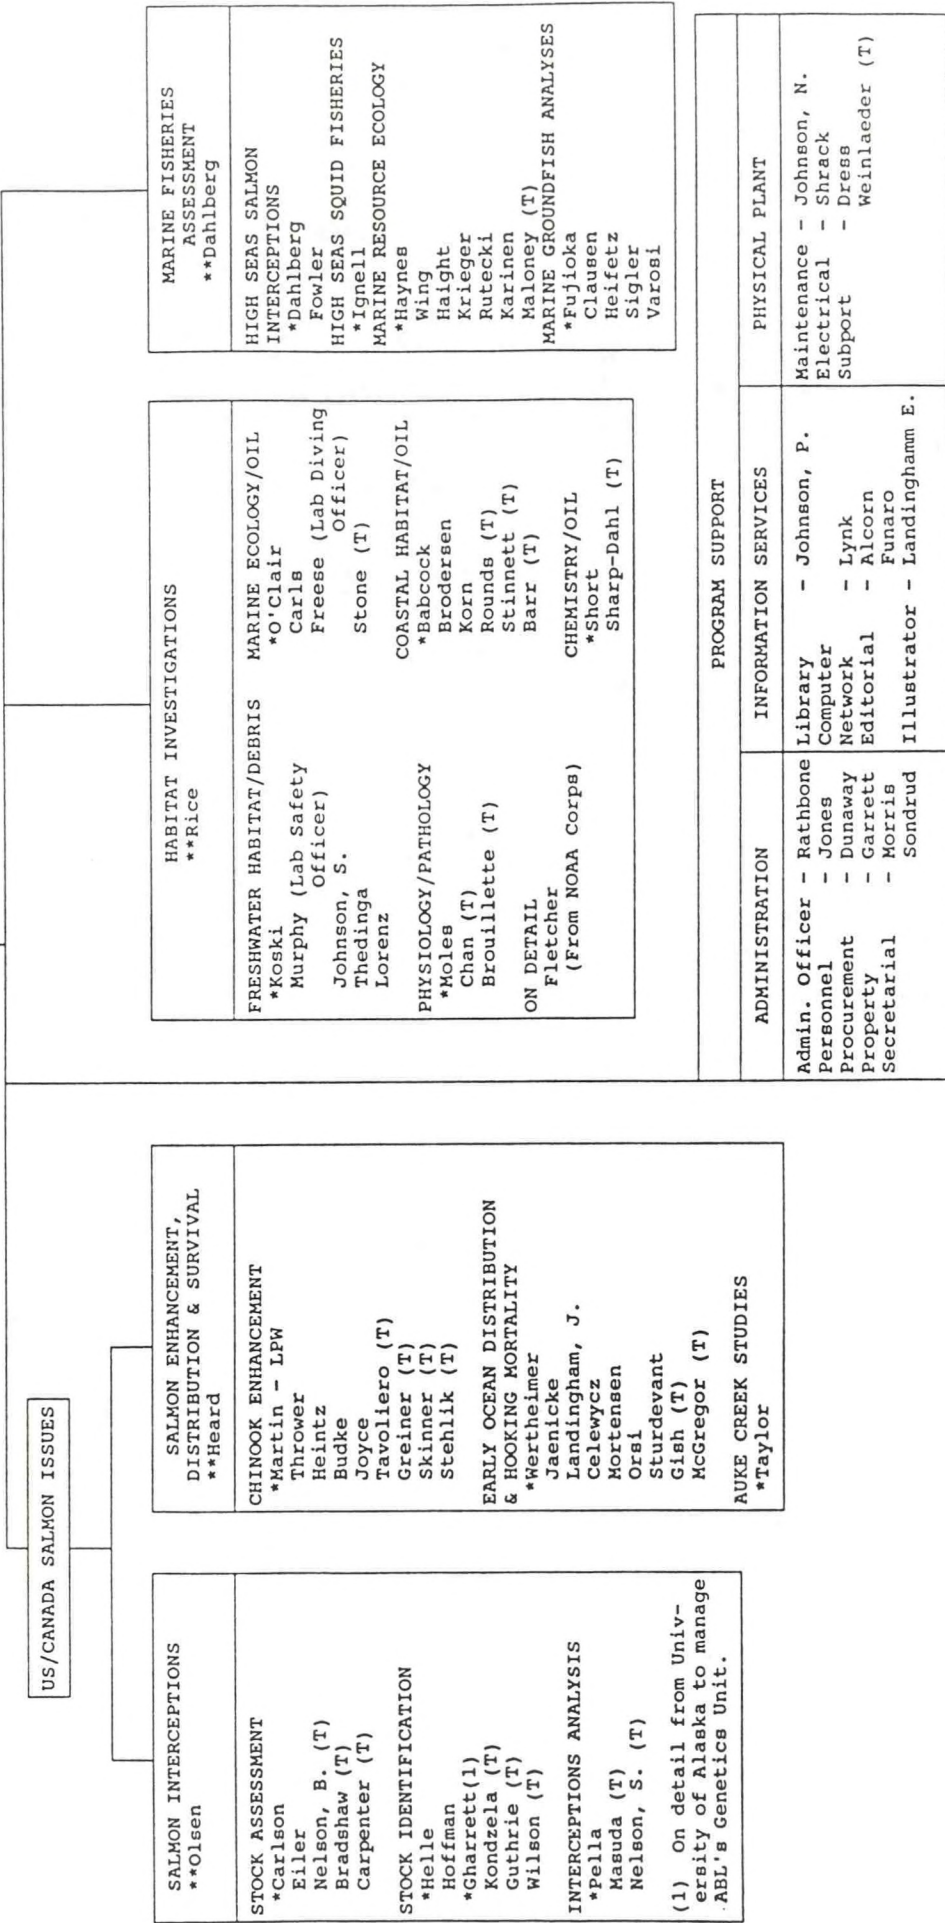 US/CANADA SALMON ISSUES
SALMON INTERCEPTIONS
**Olsen
STOCK ASSESSMENT
*Carlson
Eiler
Nelson, B. (T)
Bradshaw (T)
Carpenter (T)
STOCK IDENTIFICATION
*Helle
Hoffman
*Gharrett(1)
Kondzela (T)
Guthrie (T)
Wilson (T)
INTERCEPTIONS ANALYSIS
*Pella
Masuda (T)
Nelson, S. (T)
(1) On detail from Univ-
ersity of Alaska to manage
ABL's Genetics Unit.
SALMON ENHANCEMENT,
DISTRIBUTION & SURVIVAL
**Heard
CHINOOK ENHANCEMENT
*Martin - LPW
Thrower
Heintz
Budke
Joyce
Tavoliero (T)
Greiner (T)
Skinner (T)
Stehlik (T)
EARLY OCEAN DISTRIBUTION
& HOOKING MORTALITY
*Wertheimer
Jaenicke
Landingham, J.
Celewycz
Mortensen
Orsi
Sturdevant
Gish (T)
McGregor (T)
AUKE CREEK STUDIES
*Taylor
HABITAT INVESTIGATIONS
**Rice
FRESHWATER HABITAT/DEBRIS
*Koski
Murphy (Lab Safety
Officer)
Johnson, S.
Thedinga
Lorenz
PHYSIOLOGY/PATHOLOGY
*Moles
Chan (T)
Brouillette (T)
ON DETAIL
Fletcher
(From NOAA Corps)
MARINE ECOLOGY/OIL
*O'Clair
Carls
Freese (Lab Diving
Officer)
Stone (T)
COASTAL HABITAT/OIL
*Babcock
Brodersen
Korn
Rounds (T)
Stinnett (T)
Barr (T)
CHEMISTRY/OIL
*Short
Sharp-Dahl (T)
MARINE FISHERIES
ASSESSMENT
**Dahlberg
HIGH SEAS SALMON
INTERCEPTIONS
*Dahlberg
Fowler
HIGH SEAS SQUID FISHERIES
*Ignell
MARINE RESOURCE ECOLOGY
*Haynes
Wing
Haight
Krieger
Rutecki
Karinen
Maloney (T)
MARINE GROUNDFISH ANALYSES
*Fujioka
Clausen
Heifetz
Sigler
Varosi
PROGRAM SUPPORT
ADMINISTRATION
Admin. Officer - Rathbone
Personnel - Jones
Procurement - Dunaway
Property - Garrett
Secretarial - Morris
Sondrud
INFORMATION SERVICES
Library - Johnson, P.
Computer
Network - Lynk
Editorial - Alcorn
Funaro
Illustrator - Landinghamm E.
PHYSICAL PLANT
Maintenance - Johnson, N.
Electrical - Shrack
Support - Dress
Weinlaeder (T)